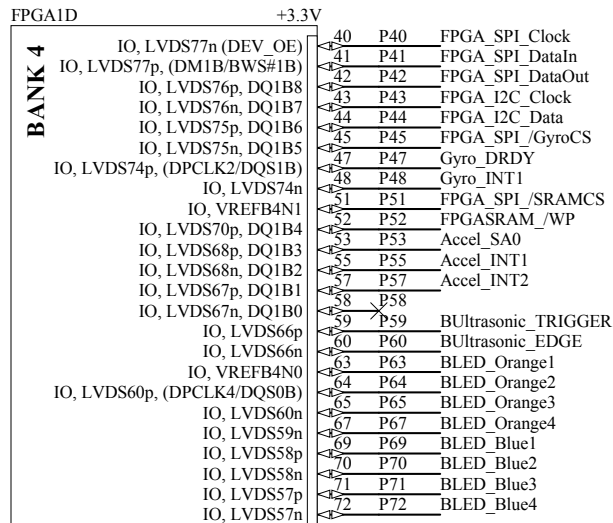 FPGA1D +3.3V
BANK 4
IO, LVDS77n (DEV_OE) 40 P40 FPGA_SPI_Clock
IO, LVDS77p, (DM1B/BWS#1B) 41 P41 FPGA_SPI_DataIn
IO, LVDS76p, DQ1B8 42 P42 FPGA_SPI_DataOut
IO, LVDS76n, DQ1B7 43 P43 FPGA_I2C_Clock
IO, LVDS75p, DQ1B6 44 P44 FPGA_I2C_Data
IO, LVDS75n, DQ1B5 45 P45 FPGA_SPI_/GyroCS
IO, LVDS74p, (DPCLK2/DQS1B) 47 P47 Gyro_DRDY
IO, LVDS74n 48 P48 Gyro_INT1
IO, VREFB4N1 51 P51 FPGA_SPI_/SRAMCS
IO, LVDS70p, DQ1B4 52 P52 FPGASRAM_/WP
IO, LVDS68p, DQ1B3 53 P53 Accel_SA0
IO, LVDS68n, DQ1B2 55 P55 Accel_INT1
IO, LVDS67p, DQ1B1 57 P57 Accel_INT2
IO, LVDS67n, DQ1B0 58 P58
IO, LVDS66p 59 P59 BUltrasonic_TRIGGER
IO, LVDS66n 60 P60 BUltrasonic_EDGE
IO, VREFB4N0 63 P63 BLED_Orange1
IO, LVDS60p, (DPCLK4/DQS0B) 64 P64 BLED_Orange2
IO, LVDS60n 65 P65 BLED_Orange3
IO, LVDS59n 67 P67 BLED_Orange4
IO, LVDS58p 69 P69 BLED_Blue1
IO, LVDS58n 70 P70 BLED_Blue2
IO, LVDS57p 71 P71 BLED_Blue3
IO, LVDS57n 72 P72 BLED_Blue4